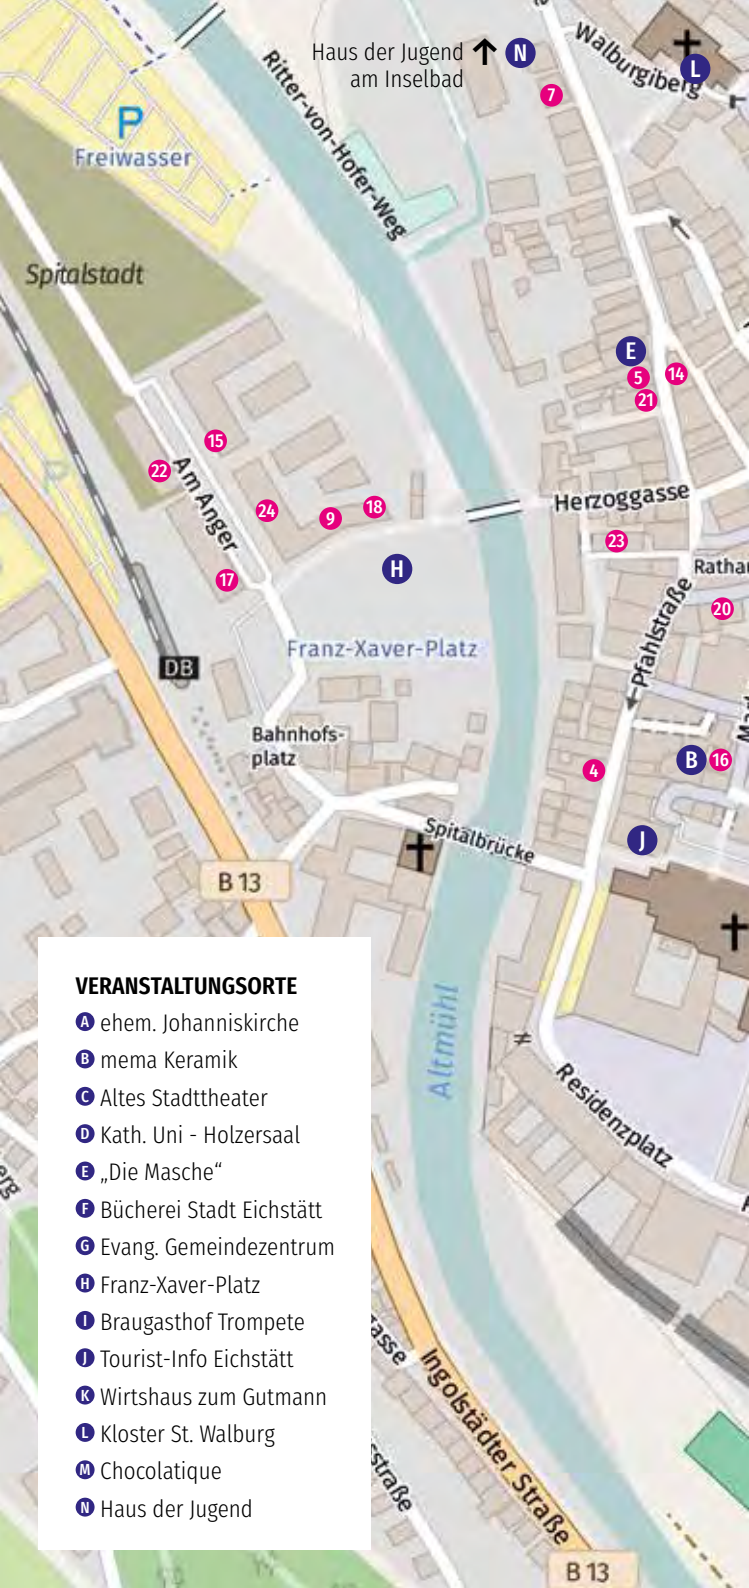 Haus der Jugend ↑ N
am Inselbad
7
Walburgiberg
L
P
Freiwasser
Ritter-von-Hofer-Weg
Spitalstadt
E
5
14
21
15
22
Am Anger
24
9
18
17
H
Herzoggasse
23
20
Pfahlstraße
Franz-Xaver-Platz
DB
Bahnhofs-
platz
B
16
4
J
Spitalbrücke
B 13
Altmühl
Residenzplatz
VERANSTALTUNGSORTE
A ehem. Johanniskirche
B mema Keramik
C Altes Stadttheater
D Kath. Uni - Holzersaal
E „Die Masche“
F Bücherei Stadt Eichstätt
G Evang. Gemeindezentrum
H Franz-Xaver-Platz
I Braugasthof Trompete
J Tourist-Info Eichstätt
K Wirtshaus zum Gutmann
L Kloster St. Walburg
M Chocolatique
N Haus der Jugend
Ingolstädter Straße
B 13